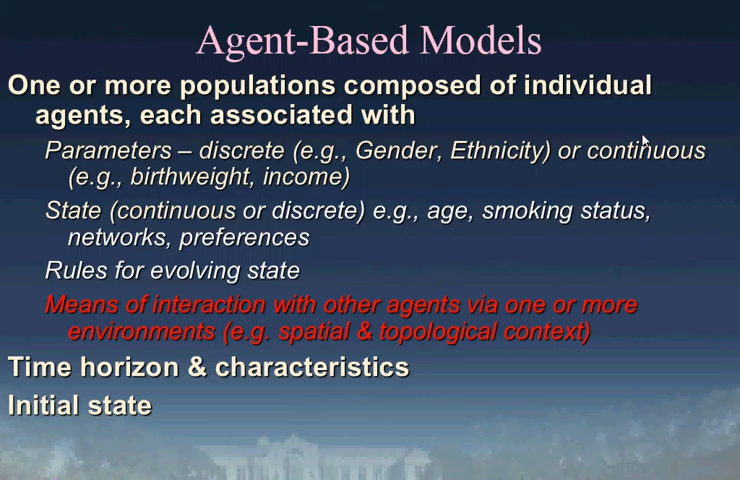 Agent-Based Models
One or more populations composed of individual
agents, each associated with
Parameters – discrete (e.g., Gender, Ethnicity) or continuous
(e.g., birthweight, income)
State (continuous or discrete) e.g., age, smoking status,
networks, preferences
Rules for evolving state
Means of interaction with other agents via one or more
environments (e.g. spatial & topological context)
Time horizon & characteristics
Initial state